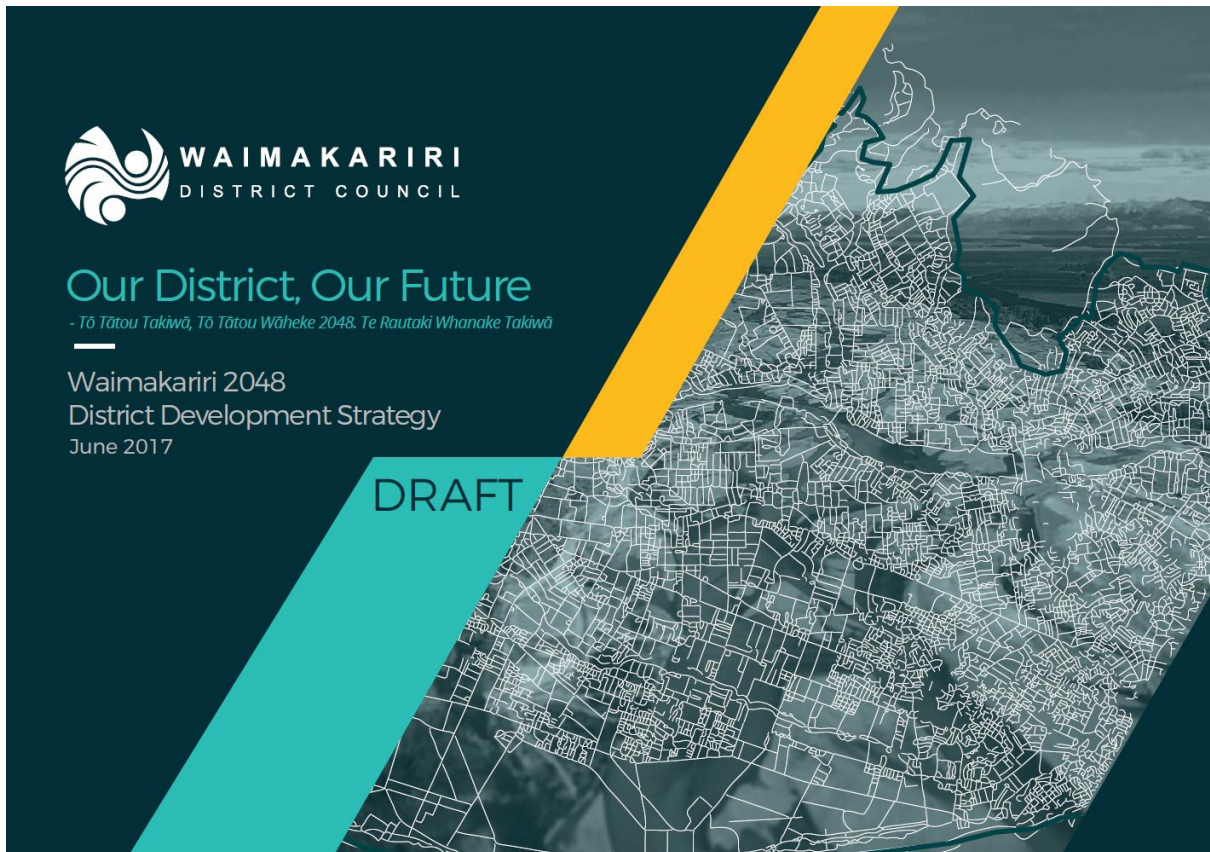 WAIMAKARIRI
DISTRICT COUNCIL
Our District, Our Future
- Tō Tātou Takiwā, Tō Tātou Wāheke 2048. Te Rautaki Whanake Takiwā
Waimakariri 2048
District Development Strategy
June 2017
DRAFT